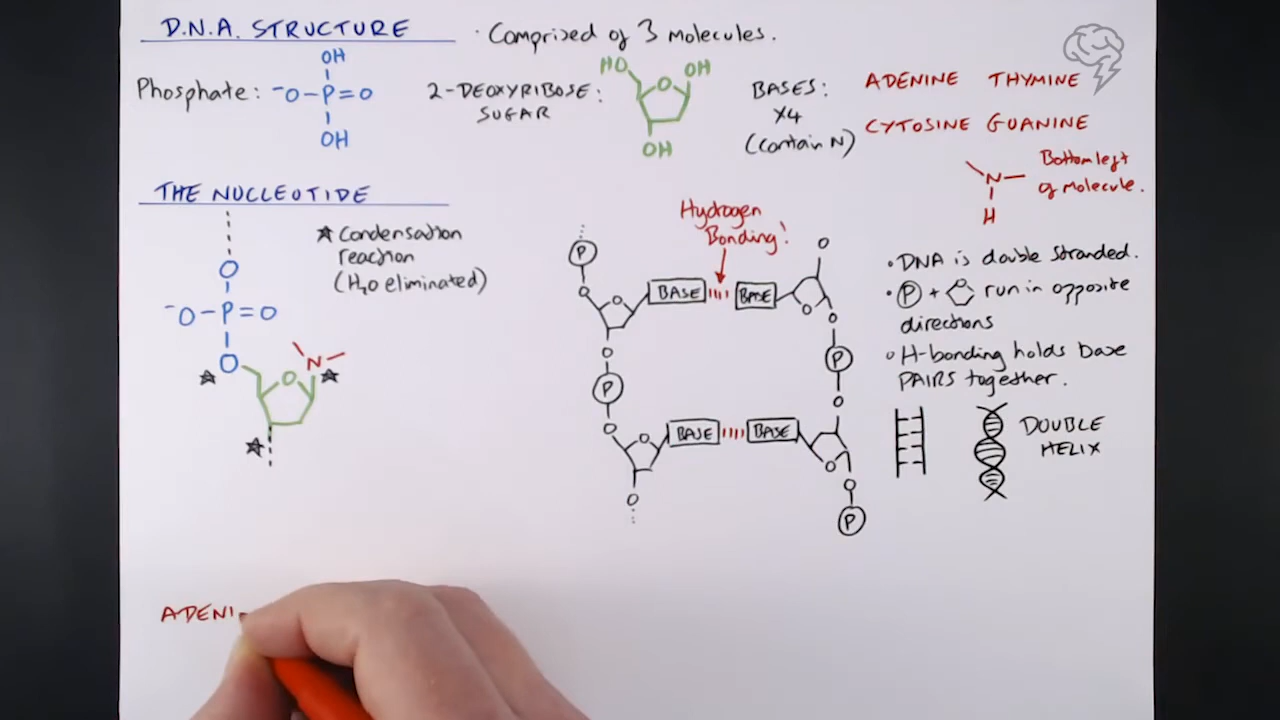 D.N.A. STRUCTURE · Comprised of 3 molecules.
Phosphate:
OH
⁻O-P=O
OH
2-DEOXYRIBOSE:
SUGAR
HO
OH
O
OH
BASES:
X4
(contain N)
ADENINE THYMINE
CYTOSINE GUANINE
N
H
Bottom left
of molecule.
THE NUCLEOTIDE
★ Condensation
reaction
(H₂O eliminated)
O
⁻O-P=O
O
O
N
Hydrogen
Bonding!
P
O
O
BASE
BASE
O
O
O
O
P
O
P
O
O
O
BASE
BASE
O
O
O
O
P
• DNA is double stranded.
• P + run in opposite
directions
• H-bonding holds base
PAIRS together.
DOUBLE
HELIX
ADENI